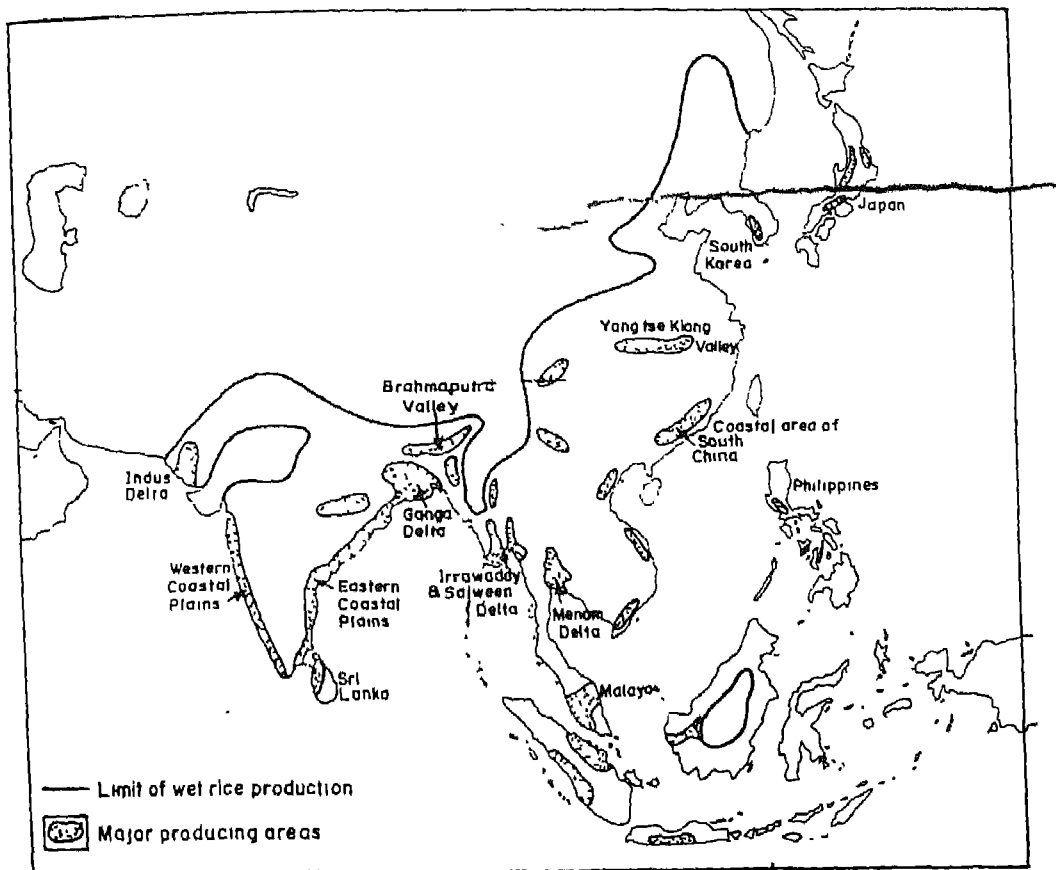 Japan
South
Korea
Yang tse Kiang
Valley
Brahmaputra
Valley
Coastal area of
South
China
Indus
Delta
Philippines
Ganga
Delta
Western
Coastal
Plains
Eastern
Coastal
Plains
Irrawaddy
& Salween
Delta
Menam
Delta
Sri
Lanka
Malaya
Limit of wet rice production
Major producing areas